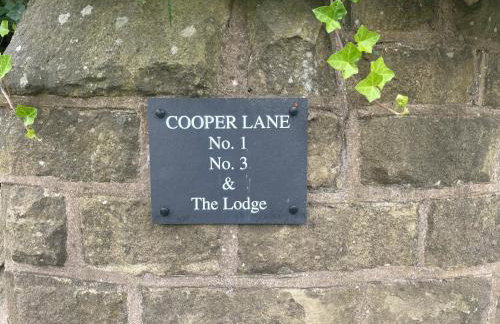 COOPER LANE
No. 1
No. 3
&
The Lodge